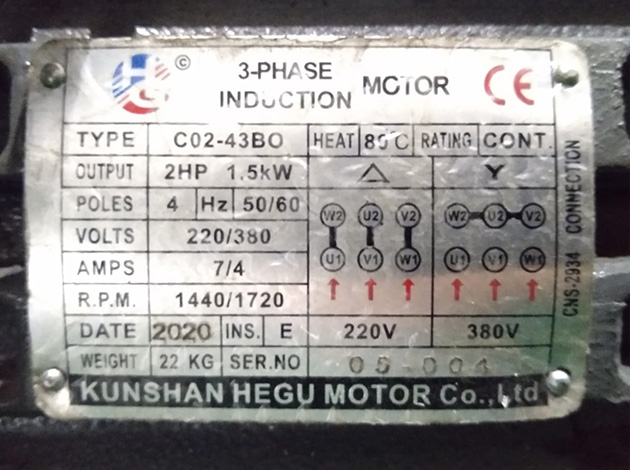 ©
3-PHASE INDUCTION MOTOR CE
TYPE C02-43BO HEAT 80°C RATING CONT.
OUTPUT 2HP 1.5kW △ Y
POLES 4 Hz 50/60
W2 U2 V2 W2 U2 V2
VOLTS 220/380
AMPS 7/4
U1 V1 W1 U1 V1 W1
R.P.M. 1440/1720
DATE 2020 INS. E 220V 380V
WEIGHT 22 KG SER.NO 05 004
KUNSHAN HEGU MOTOR Co.,Ltd
CNS-2934 CONNECTION